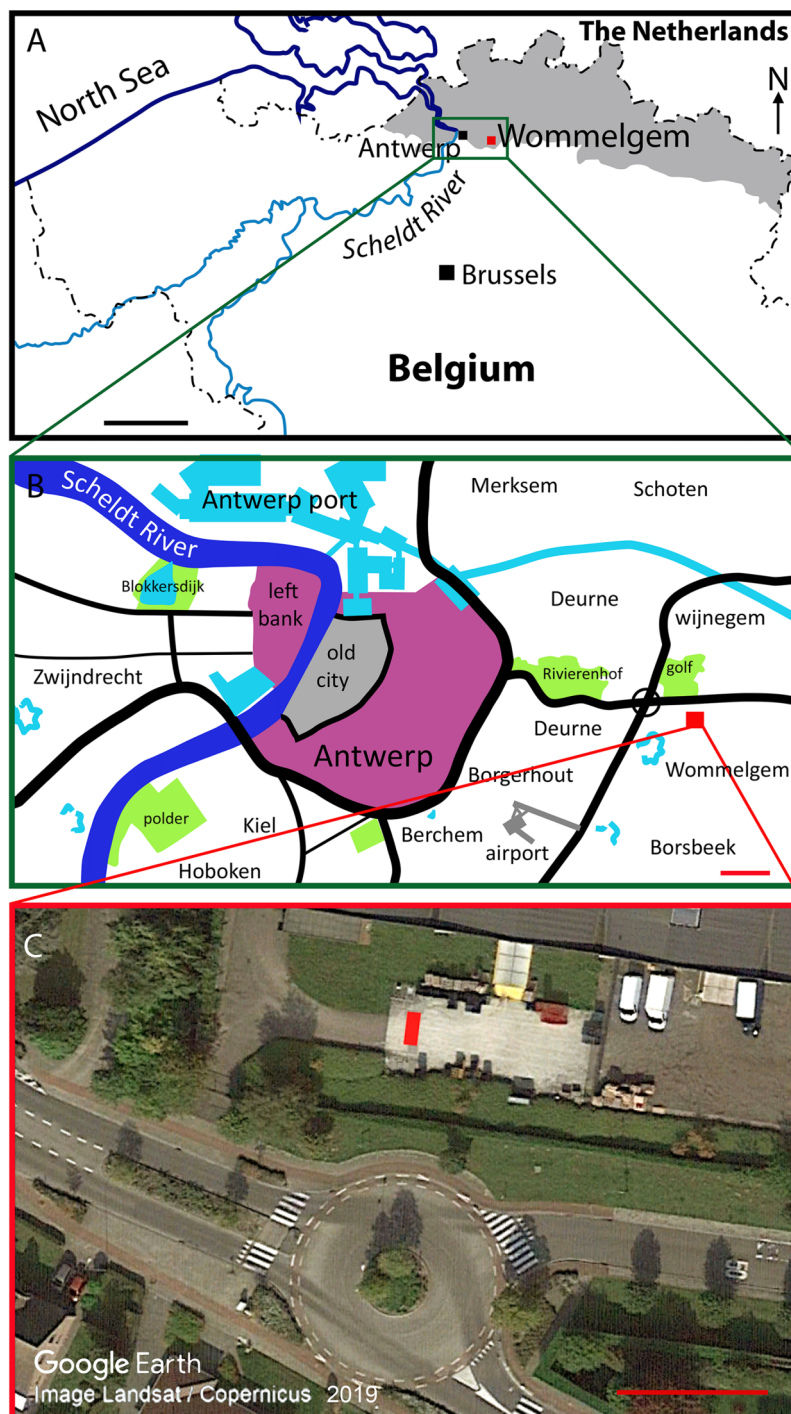 A
The Netherlands
North Sea
N
Antwerp
Wommelgem
Scheldt River
Brussels
Belgium
B
Scheldt River
Antwerp port
Merksem
Schoten
Blokkersdijk
left
bank
Deurne
wijnegem
old
city
Rivierenhof
golf
Zwijndrecht
Deurne
Antwerp
Borgerhout
Wommelgem
polder
Kiel
Berchem
airport
Borsbeek
Hoboken
C
Google Earth
Image Landsat / Copernicus 2019